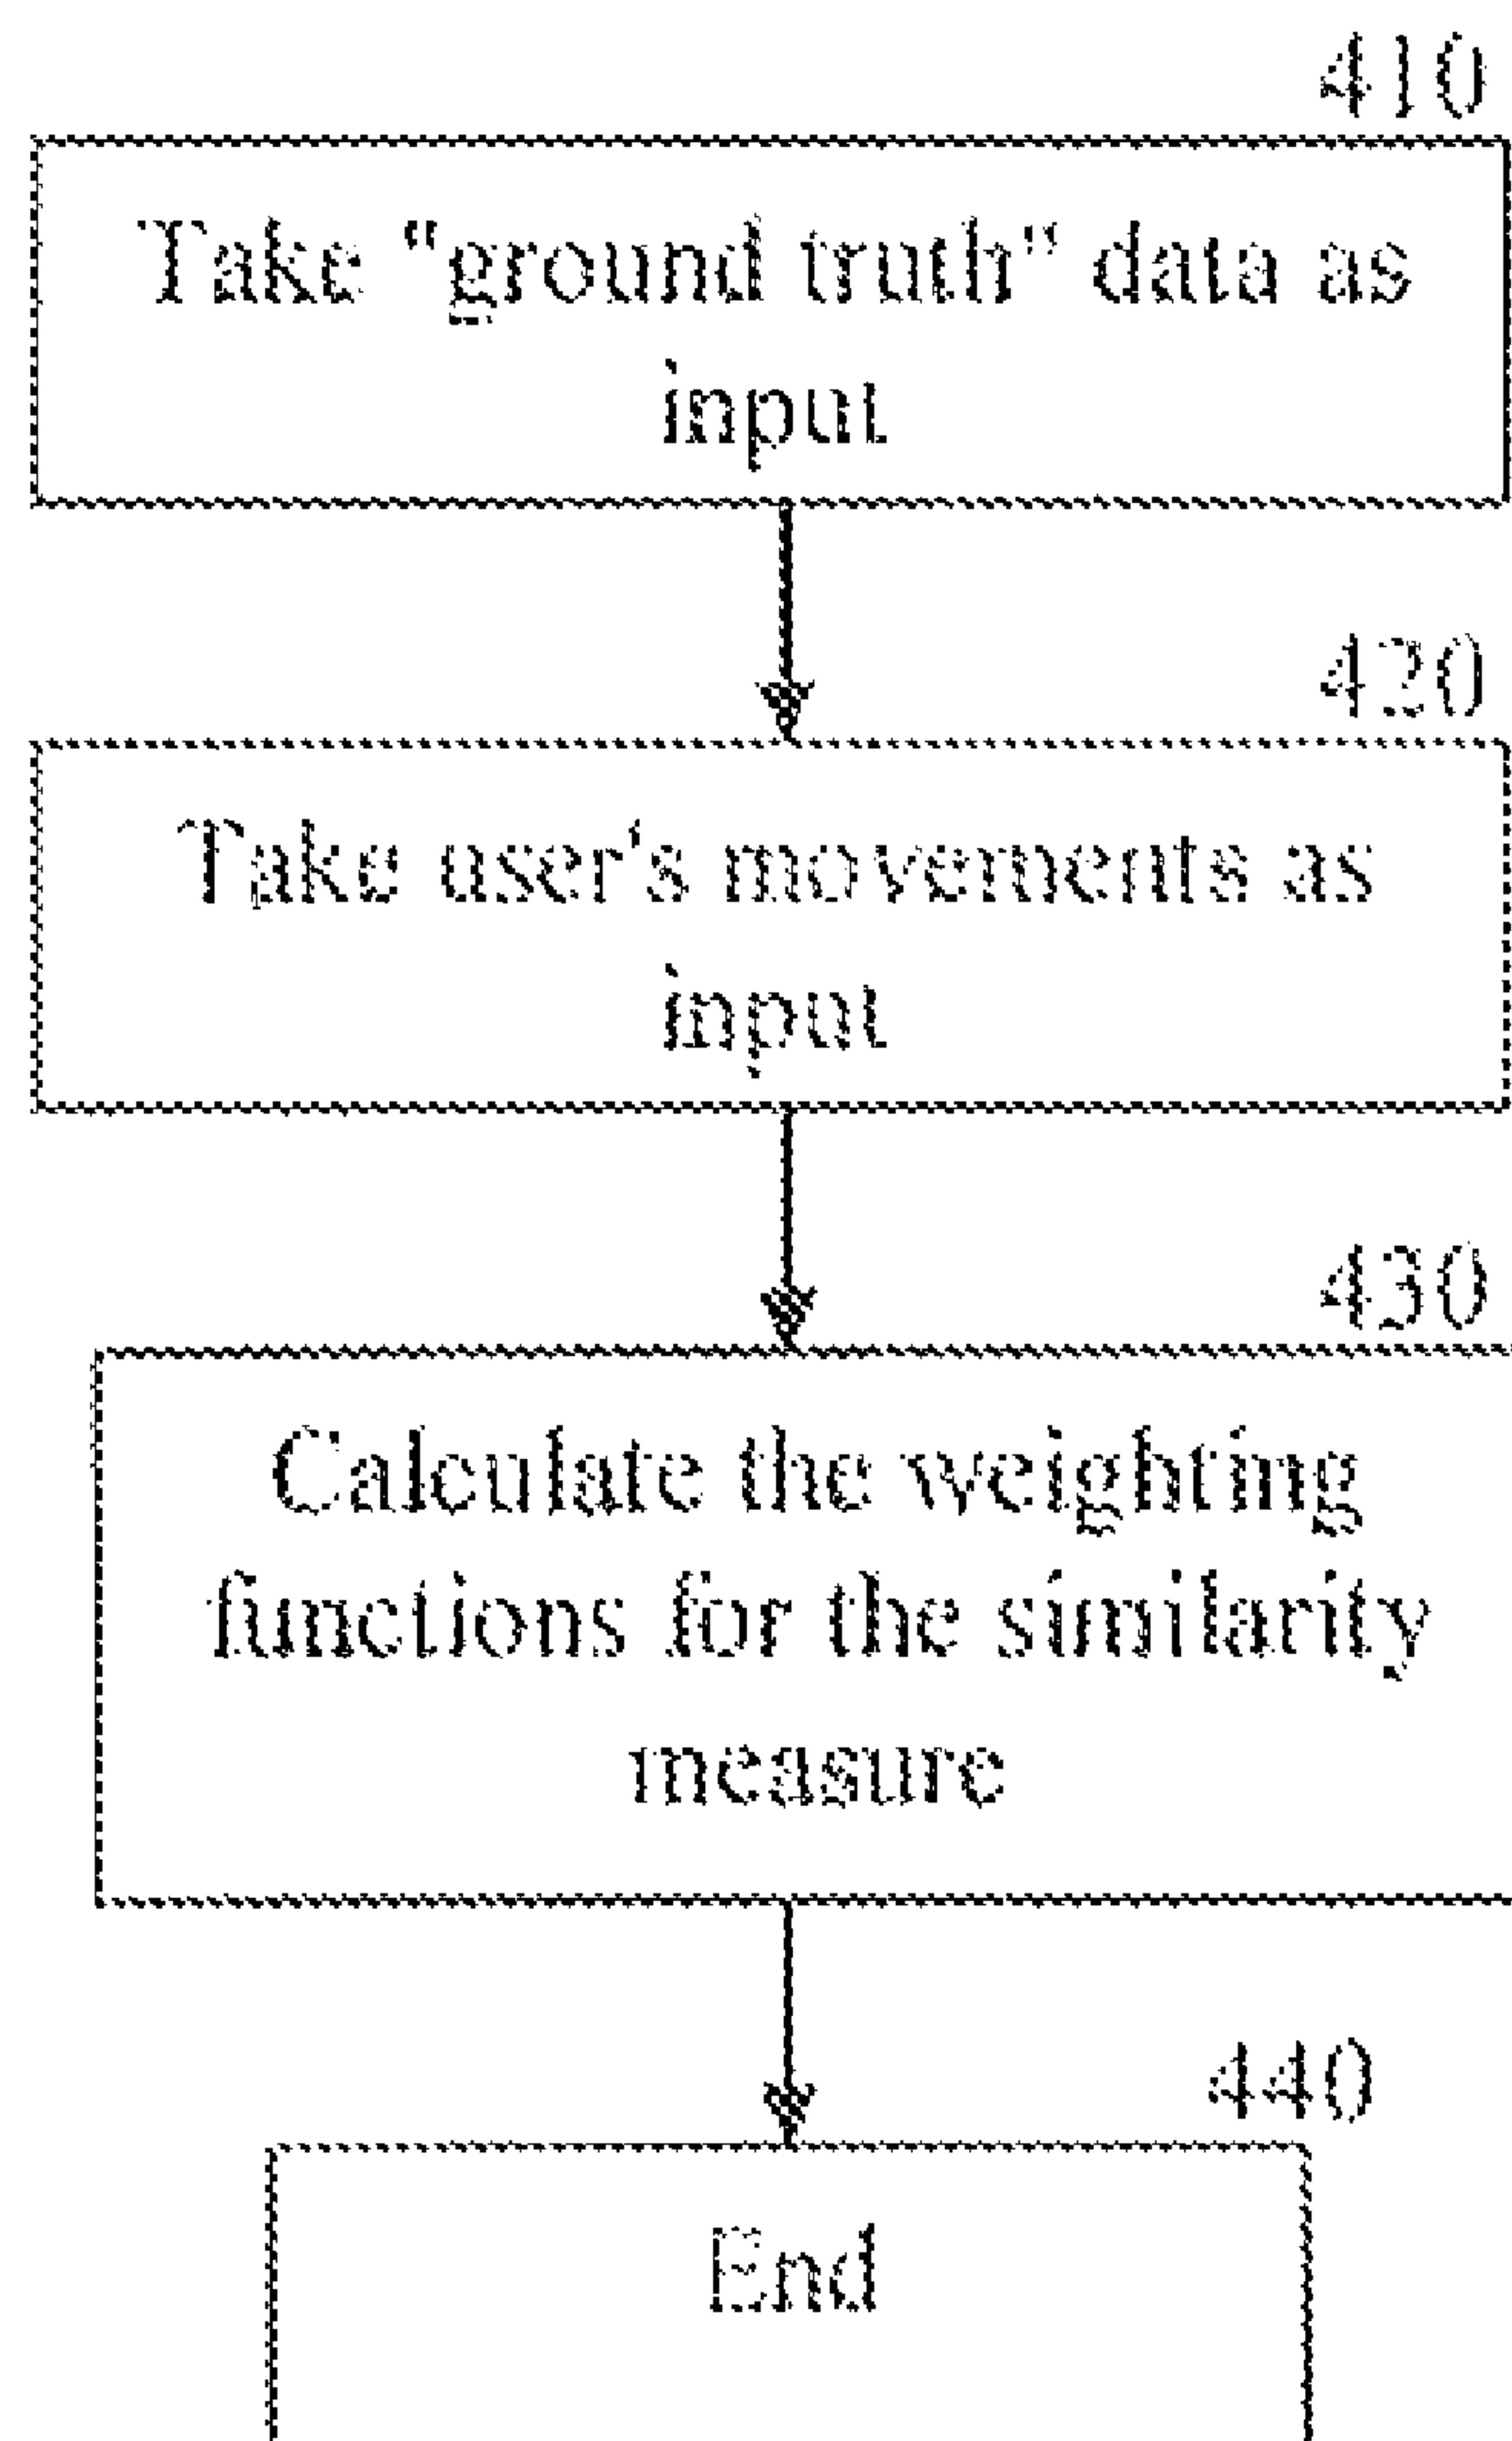 410
Take "ground truth" data as
input
420
Take user's movements as
input
430
Calculate the weighting
functions for the similarity
measure
440
End